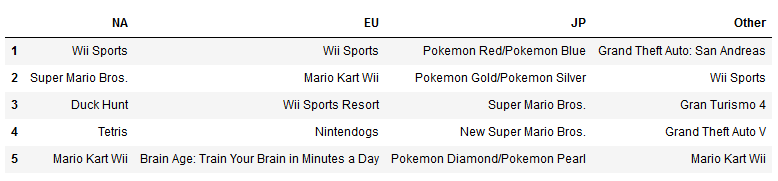 NA EU JP Other
1 Wii Sports Wii Sports Pokemon Red/Pokemon Blue Grand Theft Auto: San Andreas
2 Super Mario Bros. Mario Kart Wii Pokemon Gold/Pokemon Silver Wii Sports
3 Duck Hunt Wii Sports Resort Super Mario Bros. Gran Turismo 4
4 Tetris Nintendogs New Super Mario Bros. Grand Theft Auto V
5 Mario Kart Wii Brain Age: Train Your Brain in Minutes a Day Pokemon Diamond/Pokemon Pearl Mario Kart Wii